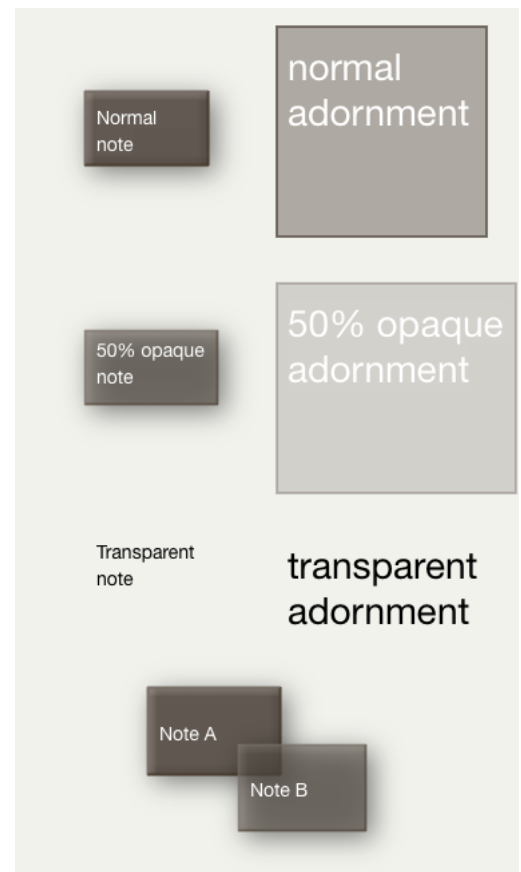 Normal
note
normal
adornment
50% opaque
note
50% opaque
adornment
Transparent
note
transparent
adornment
Note A
Note B